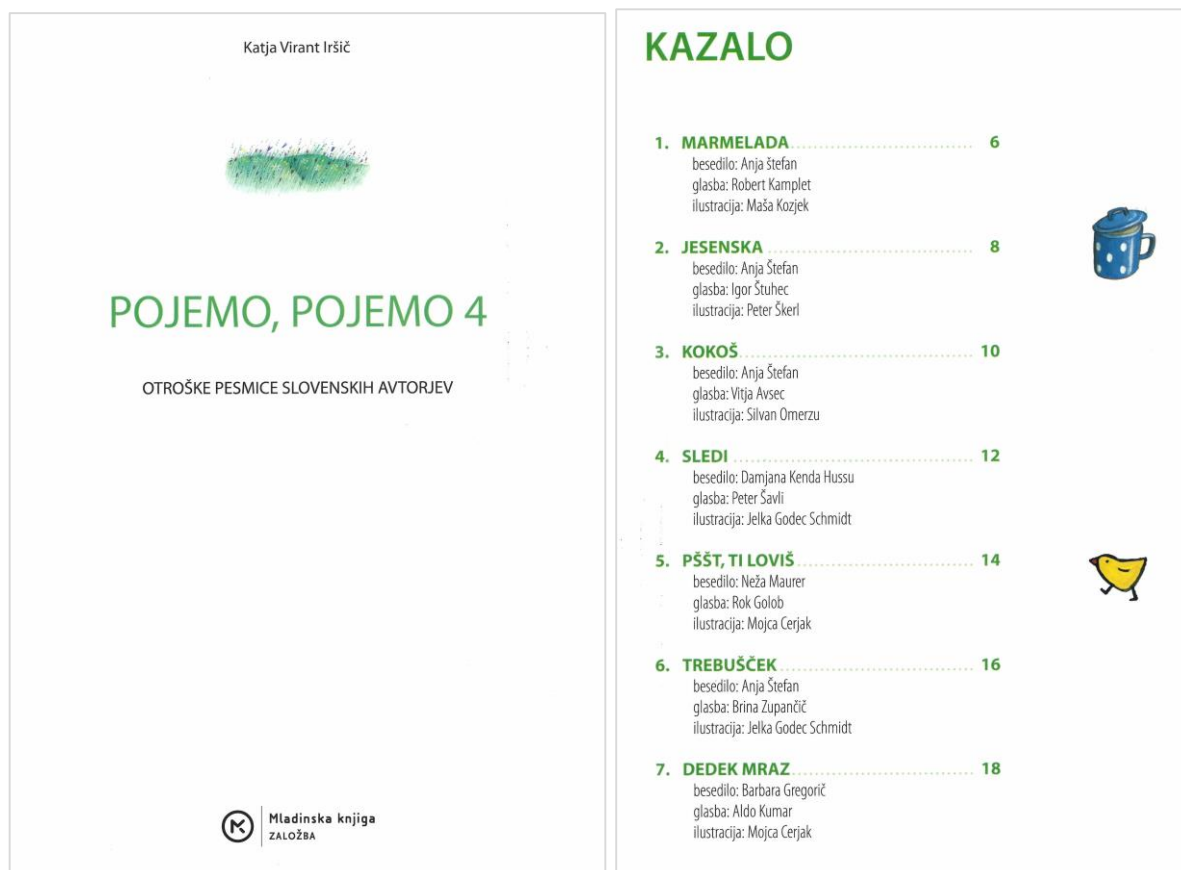 Katja Virant Iršič
POJEMO, POJEMO 4
OTROŠKE PESMICE SLOVENSKIH AVTORJEV
Mladinska knjiga
ZALOŽBA
KAZALO
1. MARMELADA 6
besedilo: Anja štefan
glasba: Robert Kamplet
ilustracija: Maša Kozjek
2. JESENSKA 8
besedilo: Anja Štefan
glasba: Igor Štuhec
ilustracija: Peter Škerl
3. KOKOŠ 10
besedilo: Anja Štefan
glasba: Vitja Avsec
ilustracija: Silvan Omerzu
4. SLEDI 12
besedilo: Damjana Kenda Hussu
glasba: Peter Šavli
ilustracija: Jelka Godec Schmidt
5. PŠŠT, TI LOVIŠ 14
besedilo: Neža Maurer
glasba: Rok Golob
ilustracija: Mojca Cerjak
6. TREBUŠČEK 16
besedilo: Anja Štefan
glasba: Brina Zupančič
ilustracija: Jelka Godec Schmidt
7. DEDEK MRAZ 18
besedilo: Barbara Gregorič
glasba: Aldo Kumar
ilustracija: Mojca Cerjak